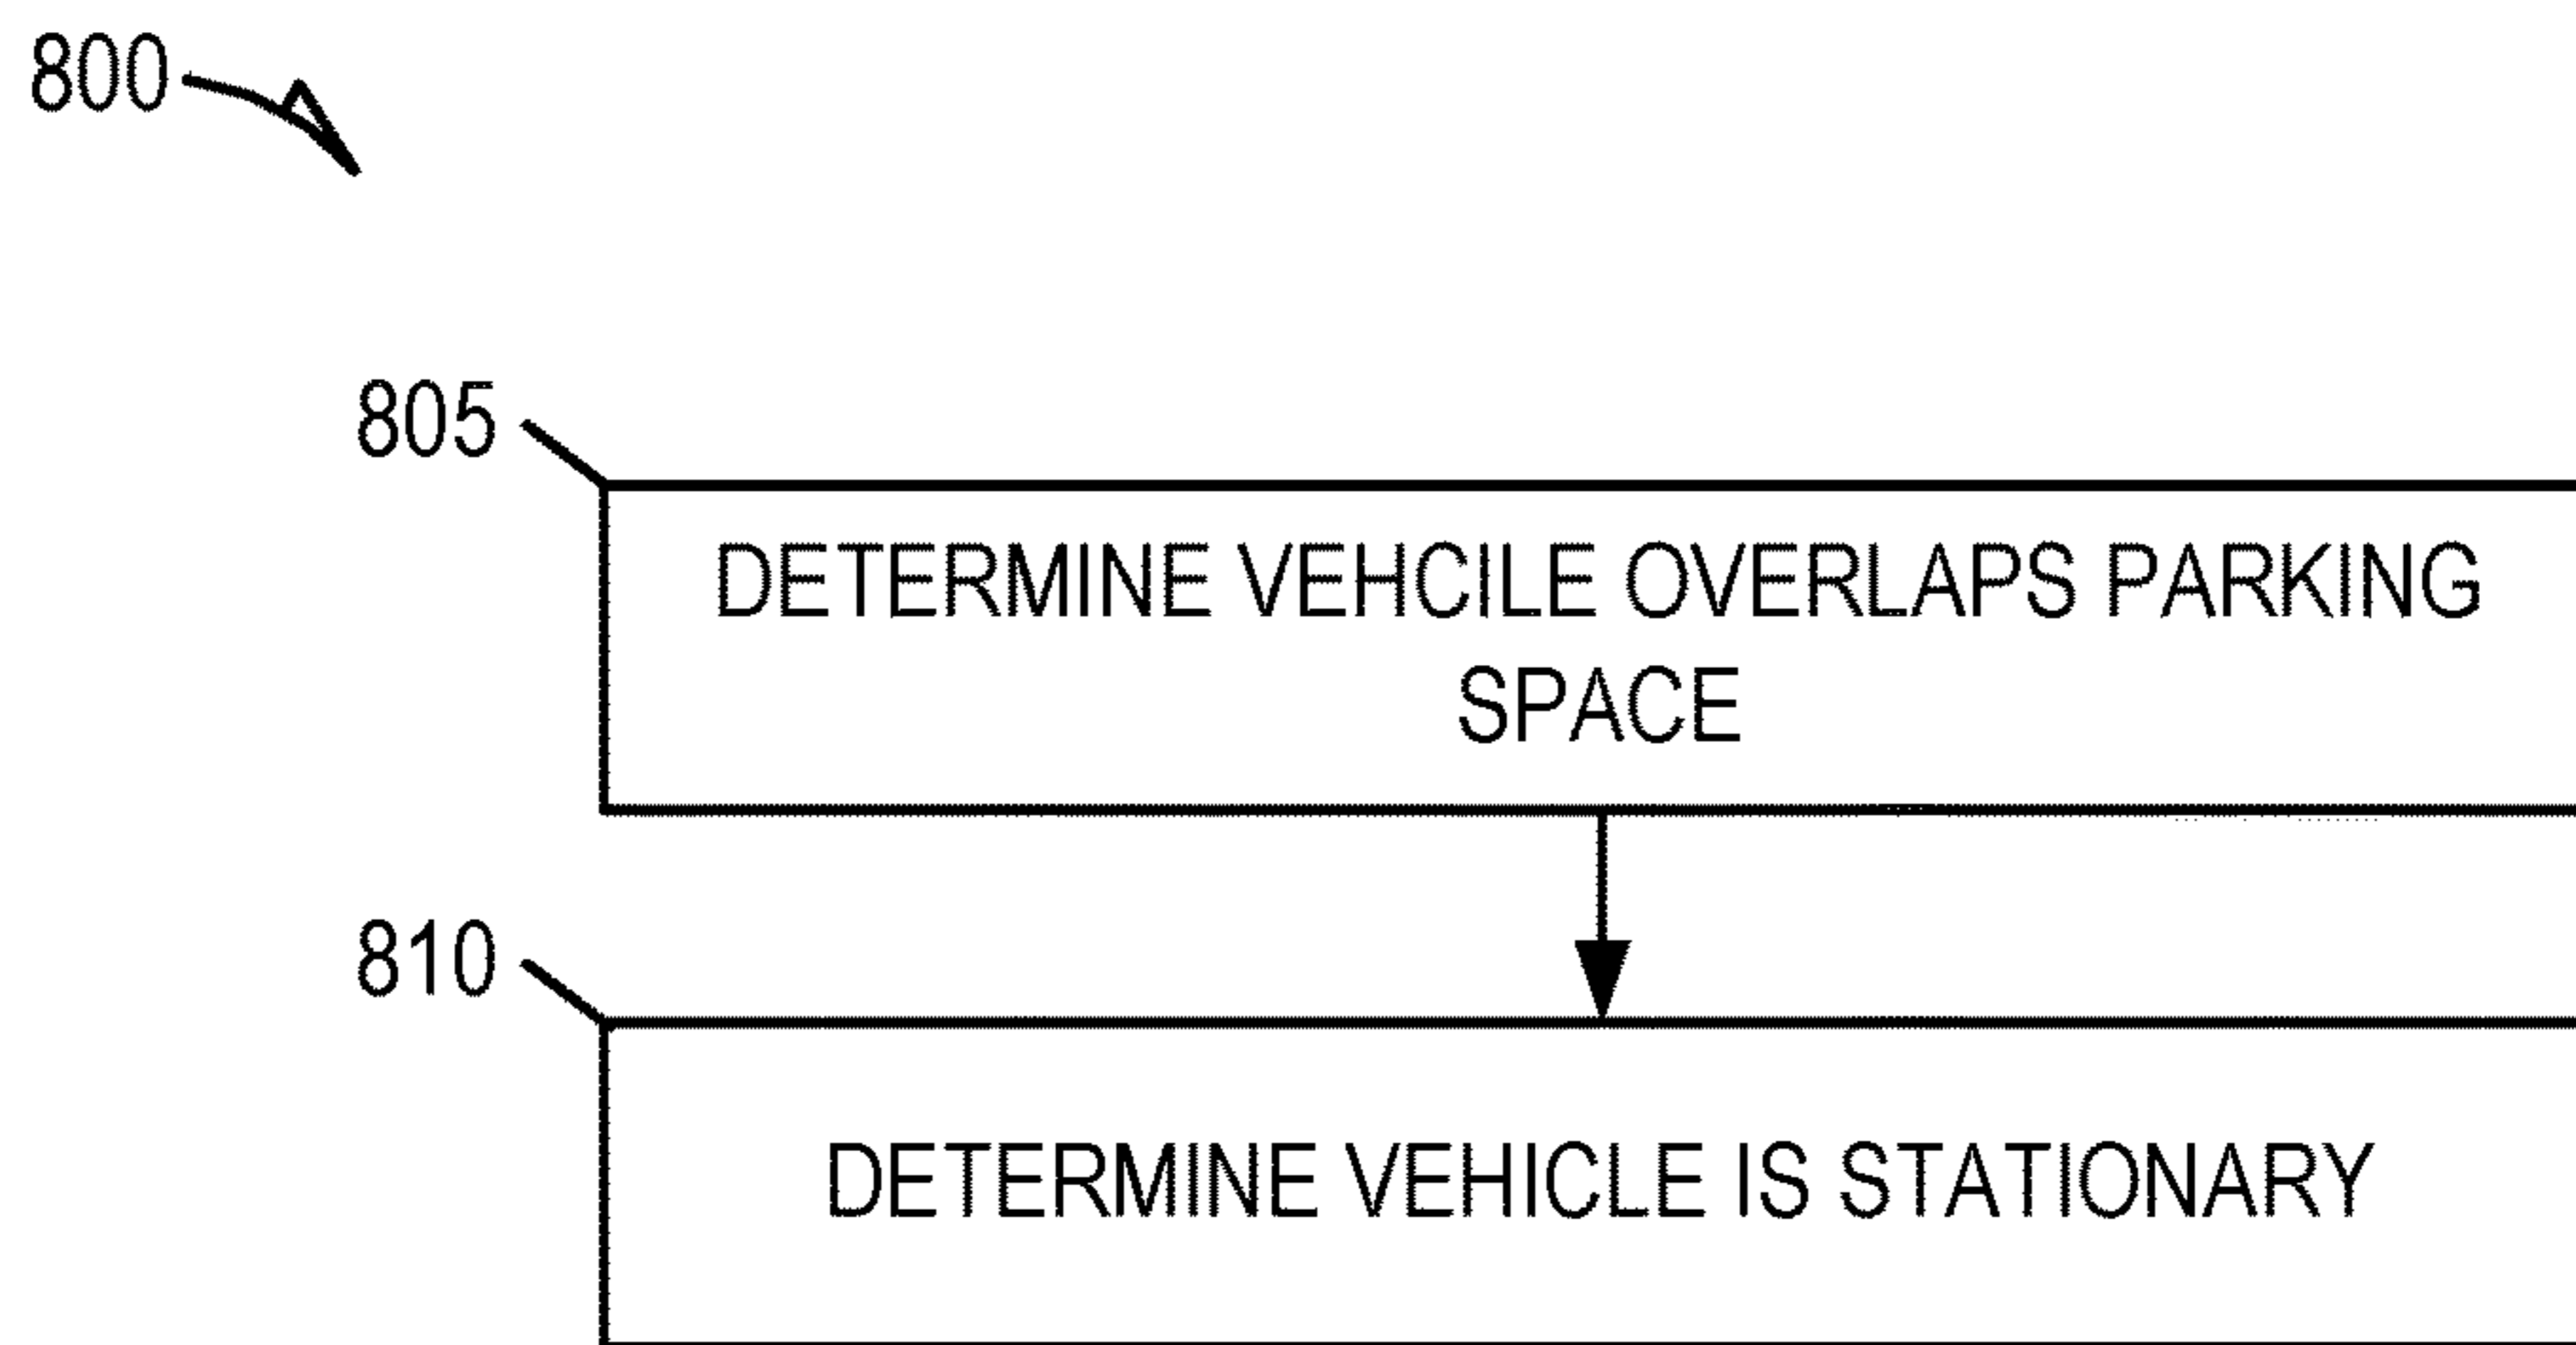 800
805
DETERMINE VEHCILE OVERLAPS PARKING
SPACE
810
DETERMINE VEHICLE IS STATIONARY